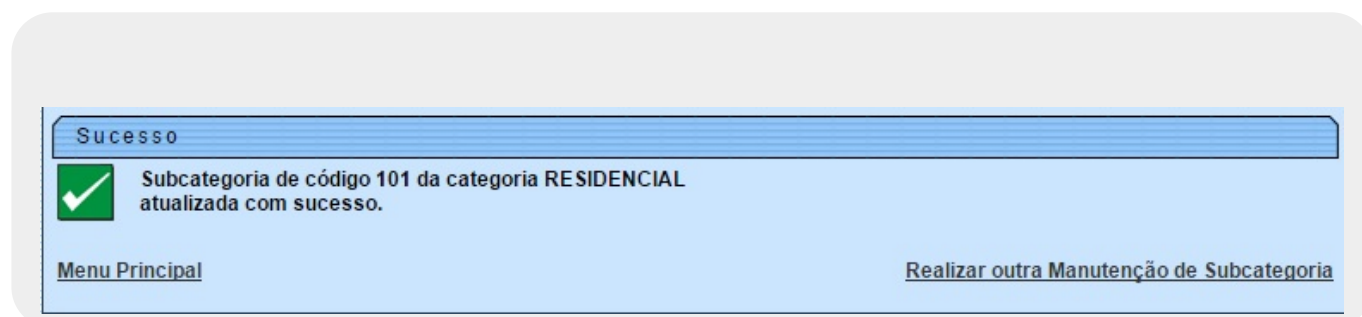 Sucesso
Subcategoria de código 101 da categoria RESIDENCIAL
atualizada com sucesso.
Menu Principal
Realizar outra Manutenção de Subcategoria